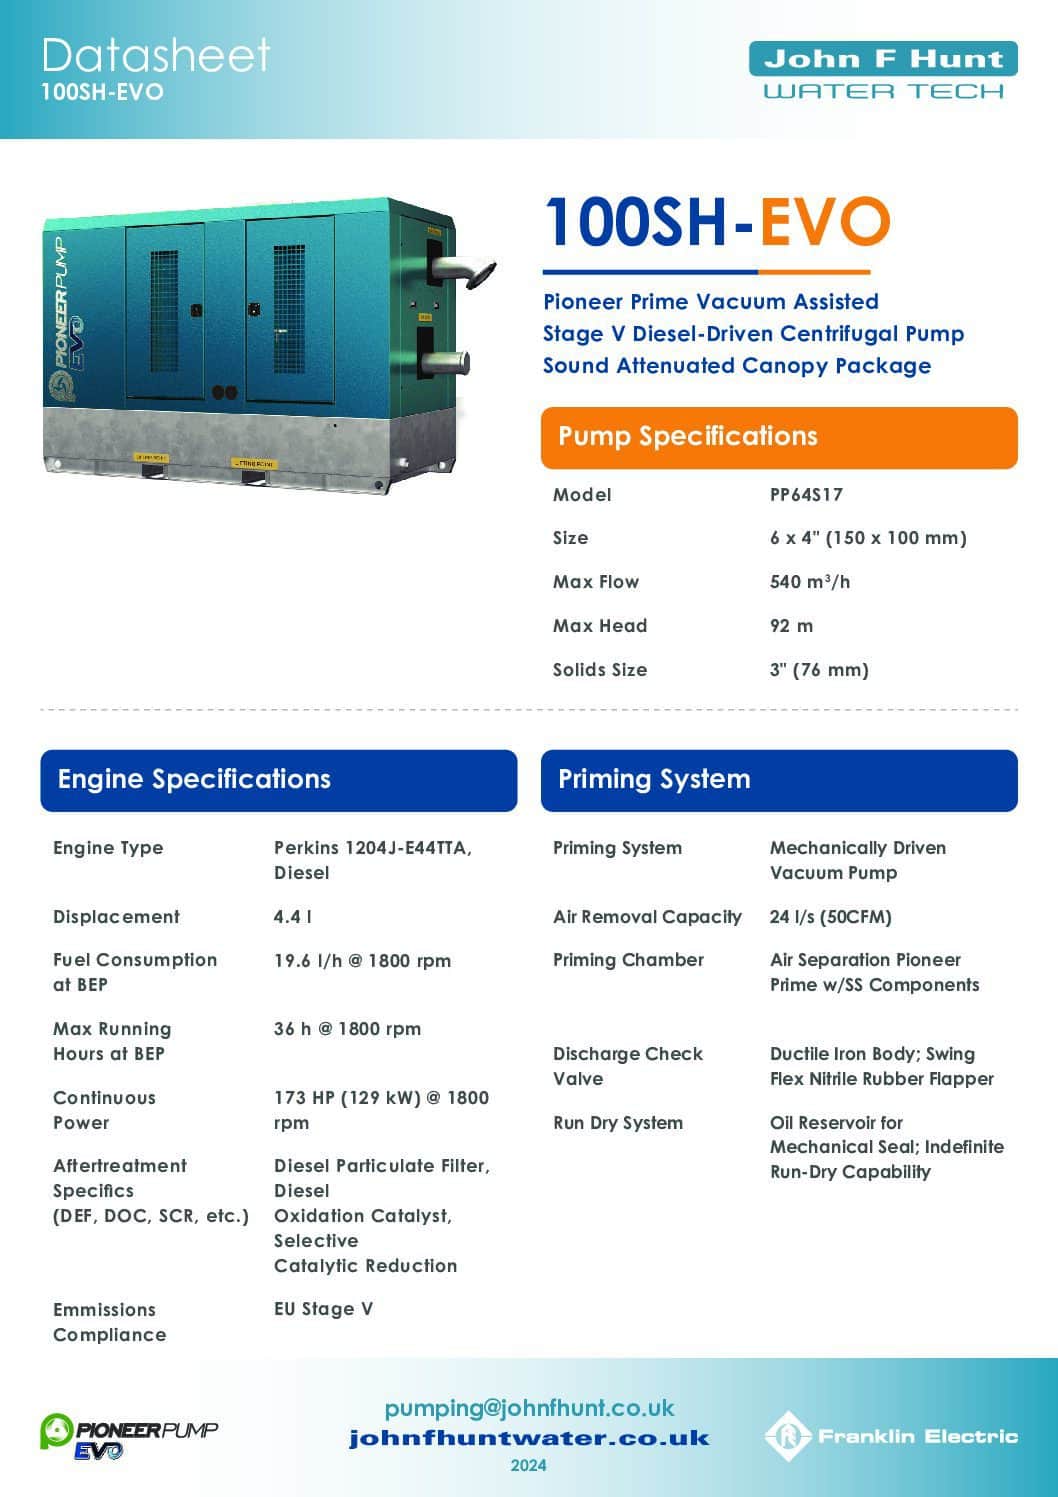 Datasheet
100SH-EVO
John F Hunt
WATER TECH
PIONEERPUMP
EVO
LIFTING POINT
100SH-EVO
Pioneer Prime Vacuum Assisted
Stage V Diesel-Driven Centrifugal Pump
Sound Attenuated Canopy Package
Pump Specifications
Model PP64S17
Size 6 x 4" (150 x 100 mm)
Max Flow 540 m³/h
Max Head 92 m
Solids Size 3" (76 mm)
Engine Specifications
Engine Type Perkins 1204J-E44TTA,
Diesel
Displacement 4.4 l
Fuel Consumption 19.6 l/h @ 1800 rpm
at BEP
Max Running 36 h @ 1800 rpm
Hours at BEP
Continuous 173 HP (129 kW) @ 1800
Power rpm
Aftertreatment Diesel Particulate Filter,
Specifics Diesel
(DEF, DOC, SCR, etc.) Oxidation Catalyst,
Selective
Catalytic Reduction
Emmissions EU Stage V
Compliance
Priming System
Priming System Mechanically Driven
Vacuum Pump
Air Removal Capacity 24 l/s (50CFM)
Priming Chamber Air Separation Pioneer
Prime w/SS Components
Discharge Check Ductile Iron Body; Swing
Valve Flex Nitrile Rubber Flapper
Run Dry System Oil Reservoir for
Mechanical Seal; Indefinite
Run-Dry Capability
PIONEERPUMP
EVO
pumping@johnfhunt.co.uk
johnfhuntwater.co.uk
2024
Franklin Electric